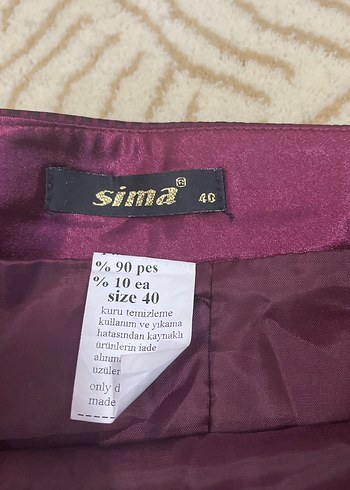 sima® 40
% 90 pes
% 10 ea
size 40
kuru temizleme
kullanım ve yıkama
hatasından kaynaklı
ürünlerin iade
only
made